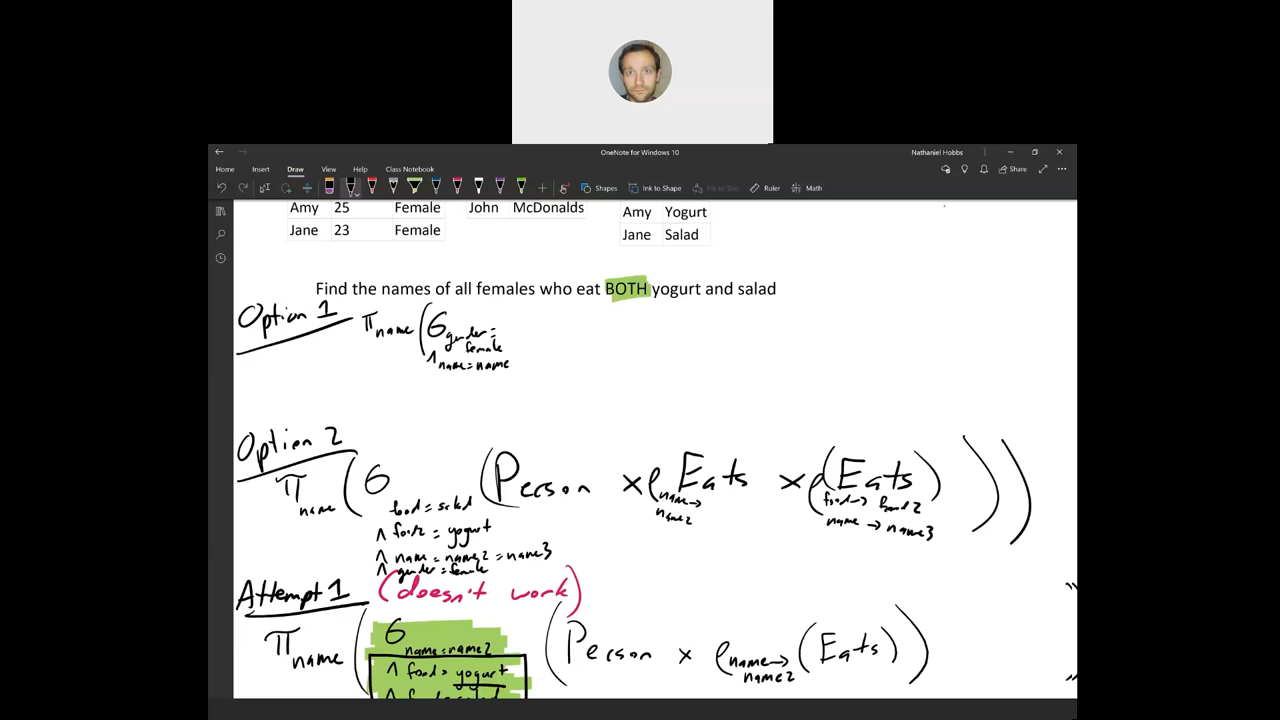 OneNote for Windows 10
Nathaniel Hobbs
Home Insert Draw View Help Class Notebook
Share
Shapes Ink to Shape Ink to Text Ruler Math
Amy 25 Female
Jane 23 Female
John McDonalds
Amy Yogurt
Jane Salad
Find the names of all females who eat BOTH yogurt and salad
Option 1
π name ( σ gender =
female
^ name = name
Option 2
π name ( σ ( Person × ρ Eats × ρ ( Eats ) ) )
name → name2
food → food2
name → name3
food = salad
^ food2 = yogurt
^ name = name2 = name3
^ gender = female
Attempt 1 (doesn't work)
π name ( σ ( Person × ρ name → name2 ( Eats ) ) )
name = name2
^ food = yogurt